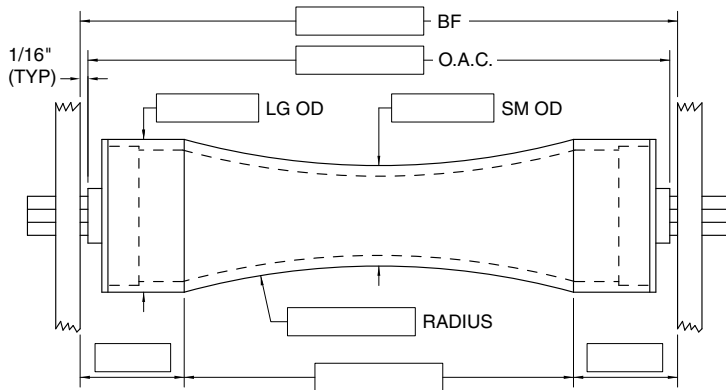 BF
1/16"
(TYP)
O.A.C.
LG OD
SM OD
RADIUS